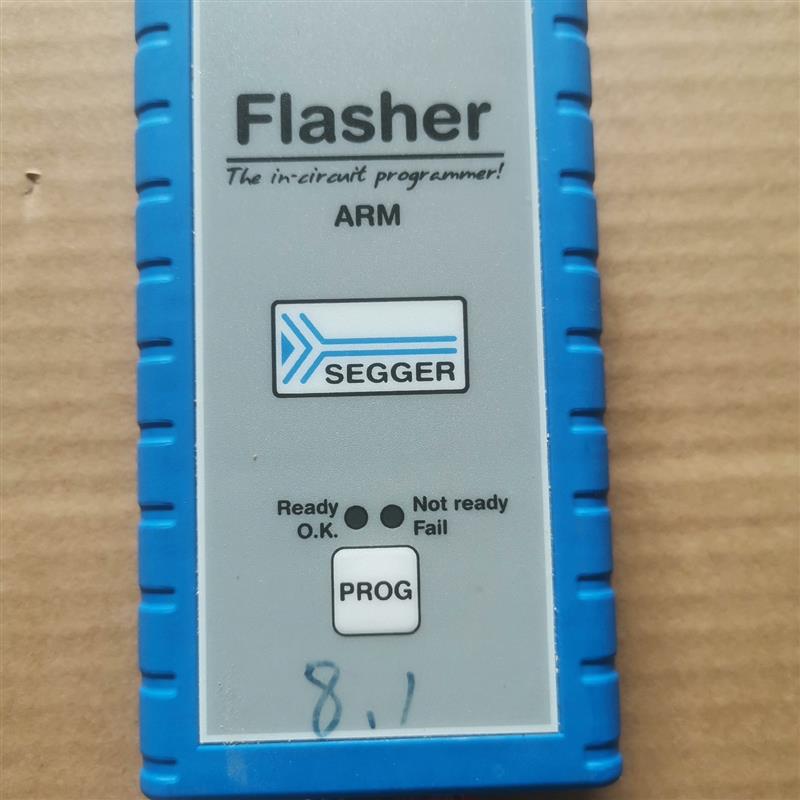 Flasher
The in-circuit programmer!
ARM
SEGGER
Ready
O.K.
Not ready
Fail
PROG
8.1